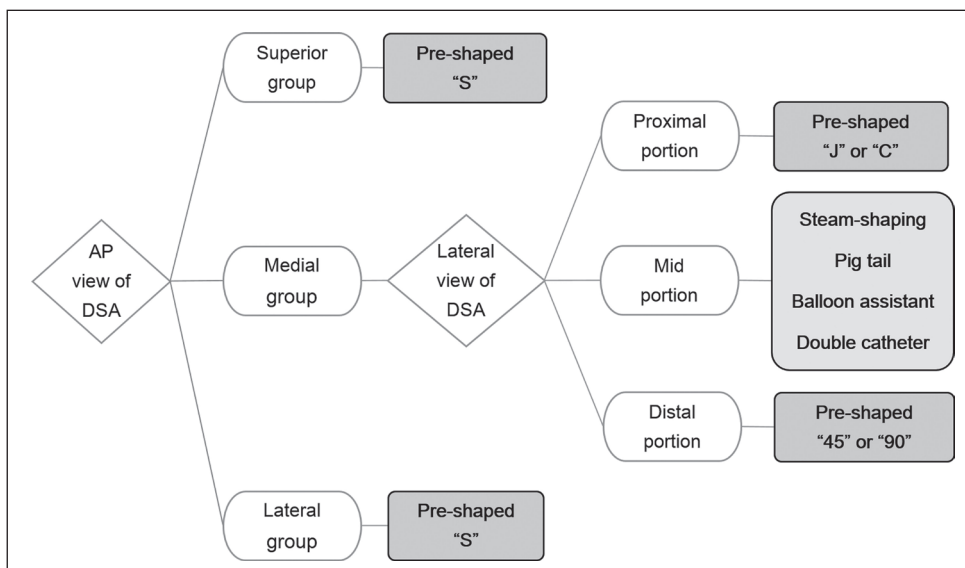 AP
view of
DSA
Superior
group
Pre-shaped
“S”
Medial
group
Lateral
view of
DSA
Proximal
portion
Pre-shaped
“J” or “C”
Mid
portion
Steam-shaping
Pig tail
Balloon assistant
Double catheter
Distal
portion
Pre-shaped
“45” or “90”
Lateral
group
Pre-shaped
“S”